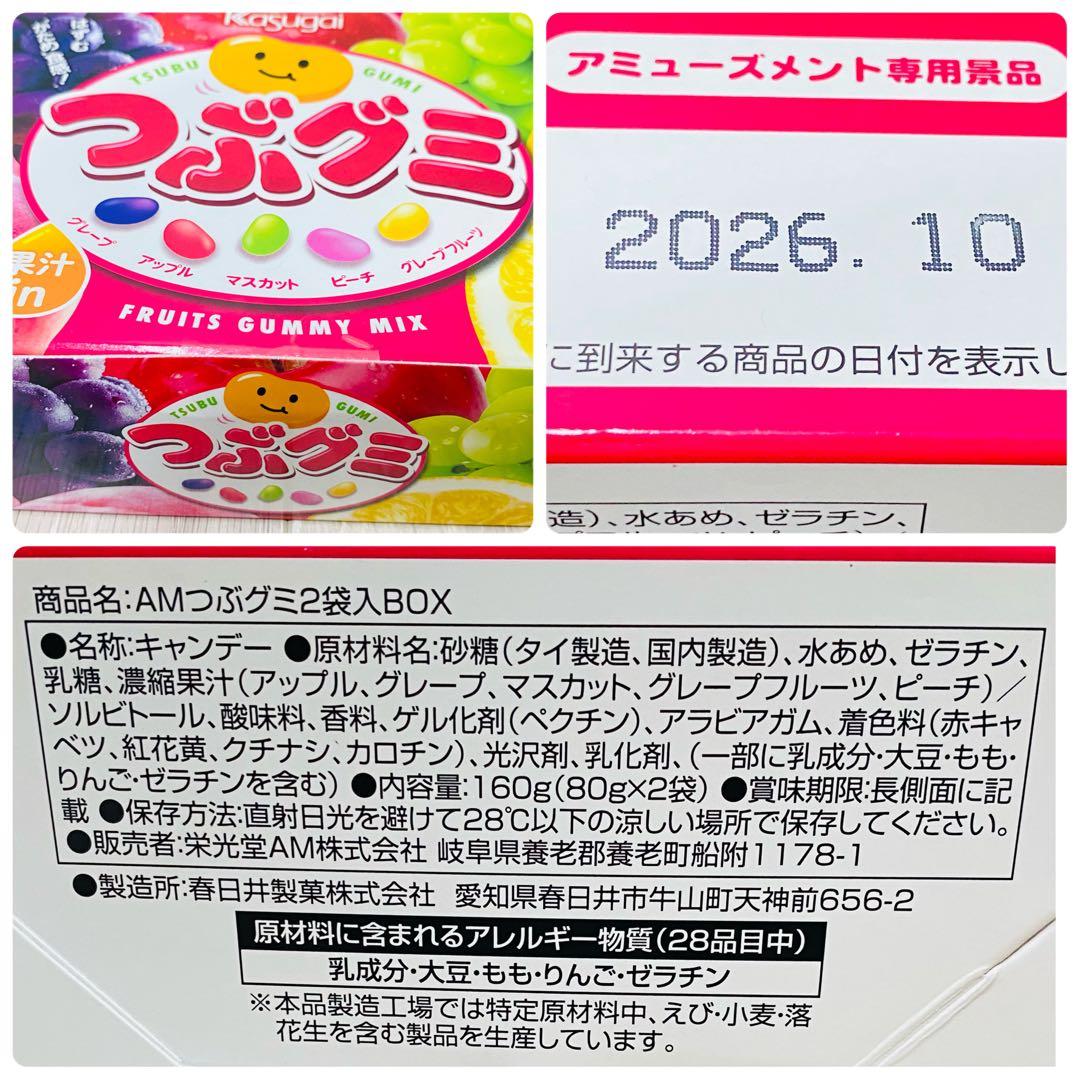 Kasugai
はずむ
TSUBU GUMI
つぶグミ
グレープ
アップル
マスカット
ピーチ
グレープフルーツ
果汁
in
FRUITS GUMMY MIX
TSUBU GUMI
つぶグミ
アミューズメント専用景品
2026. 10
に到来する商品の日付を表示し
造)、水あめ、ゼラチン、
商品名:AMつぶグミ2袋入BOX
●名称:キャンデー ●原材料名:砂糖(タイ製造、国内製造)、水あめ、ゼラチン、
乳糖、濃縮果汁(アップル、グレープ、マスカット、グレープフルーツ、ピーチ)／
ソルビトール、酸味料、香料、ゲル化剤(ペクチン)、アラビアガム、着色料(赤キャ
ベツ、紅花黄、クチナシ、カロチン)、光沢剤、乳化剤、(一部に乳成分・大豆・もも・
りんご・ゼラチンを含む) ●内容量:160g(80g×2袋) ●賞味期限:長側面に記
載 ●保存方法:直射日光を避けて28℃以下の涼しい場所で保存してください。
●販売者:栄光堂AM株式会社 岐阜県養老郡養老町船附1178-1
●製造所:春日井製菓株式会社 愛知県春日井市牛山町天神前656-2
原材料に含まれるアレルギー物質(28品目中)
乳成分・大豆・もも・りんご・ゼラチン
※本品製造工場では特定原材料中、えび・小麦・落
花生を含む製品を生産しています。